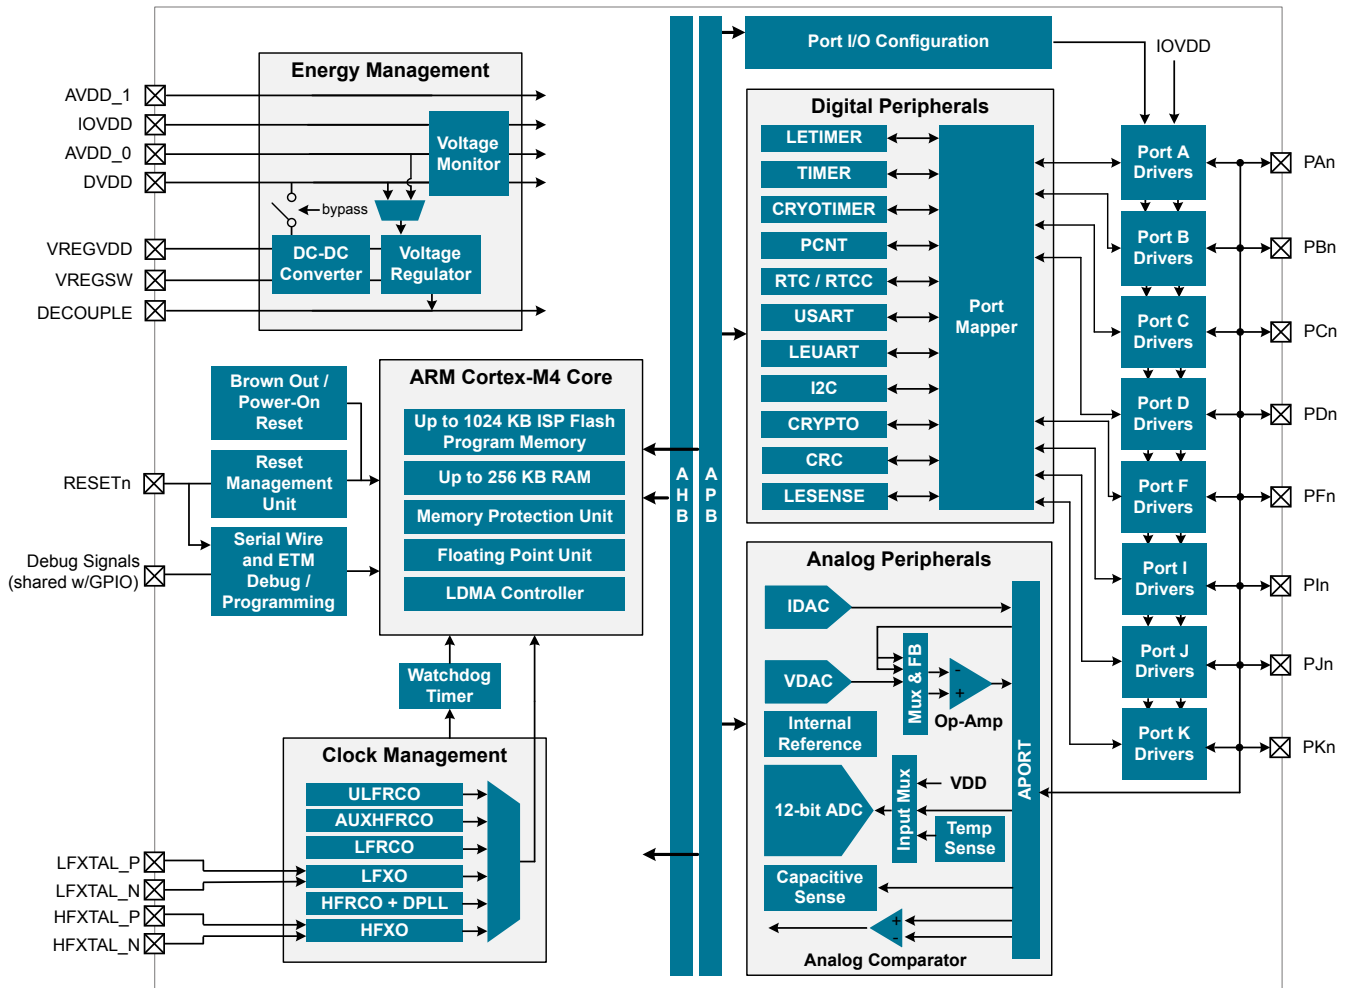 Energy Management
AVDD_1
IOVDD
AVDD_0
DVDD
VREGVDD
VREGSW
DECOUPLE
Voltage
Monitor
bypass
DC-DC
Converter
Voltage
Regulator
Brown Out /
Power-On
Reset
RESETn
Reset
Management
Unit
Debug Signals
(shared w/GPIO)
Serial Wire
and ETM
Debug /
Programming
ARM Cortex-M4 Core
Up to 1024 KB ISP Flash
Program Memory
Up to 256 KB RAM
Memory Protection Unit
Floating Point Unit
LDMA Controller
Watchdog
Timer
Clock Management
ULFRCO
AUXHFRCO
LFRCO
LFXO
HFRCO + DPLL
HFXO
LFXTAL_P
LFXTAL_N
HFXTAL_P
HFXTAL_N
A
H
B
A
P
B
Port I/O Configuration
IOVDD
Digital Peripherals
LETIMER
TIMER
CRYOTIMER
PCNT
RTC / RTCC
USART
LEUART
I2C
CRYPTO
CRC
LESENSE
Port
Mapper
Analog Peripherals
IDAC
VDAC
Mux & FB
-
+
Op-Amp
Internal
Reference
12-bit ADC
Input Mux
VDD
Temp
Sense
Capacitive
Sense
+
-
Analog Comparator
APORT
Port A
Drivers
Port B
Drivers
Port C
Drivers
Port D
Drivers
Port F
Drivers
Port I
Drivers
Port J
Drivers
Port K
Drivers
PAn
PBn
PCn
PDn
PFn
PIn
PJn
PKn